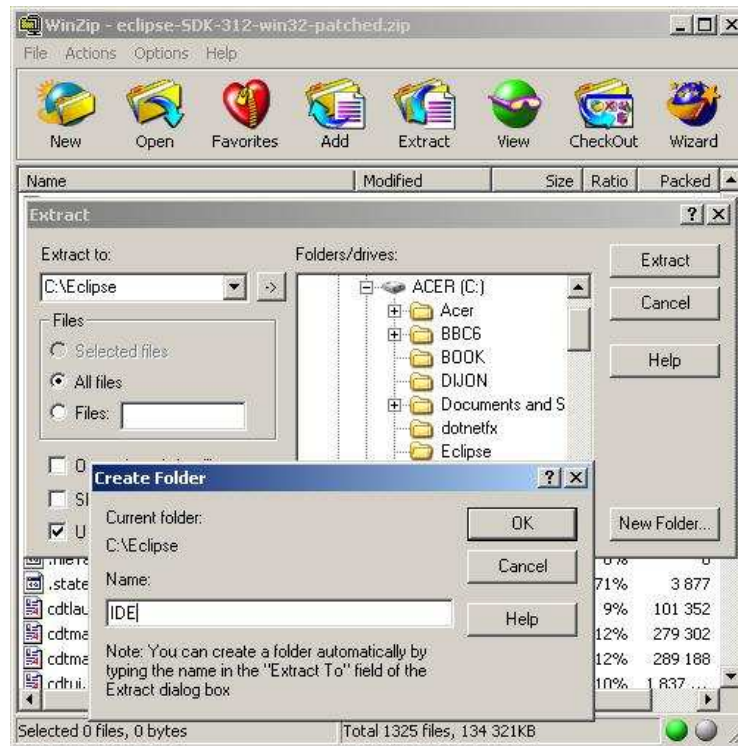 WinZip - eclipse-SDK-312-win32-patched.zip
File Actions Options Help
New Open Favorites Add Extract View CheckOut Wizard
Name Modified Size Ratio Packed
Extract
Extract to:
C:\Eclipse
->
Files
Selected files
All files
Files:
Folders/drives:
ACER (C:)
Acer
BBC6
BOOK
DIJON
Documents and S
dotnetfx
Eclipse
Extract
Cancel
Help
New Folder...
Create Folder
Current folder:
C:\Eclipse
Name:
IDE
Note: You can create a folder automatically by
typing the name in the "Extract To" field of the
Extract dialog box
OK
Cancel
Help
.state 71% 3 877
cdtlau 9% 101 352
cdtma 12% 279 302
cdtma 12% 289 188
cdtui. 10% 1 837 ...
Selected 0 files, 0 bytes
Total 1325 files, 134 321KB